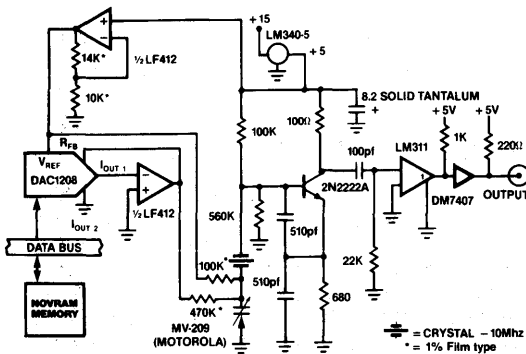 + 15
LM340-5
+ 5
14K*
½ LF412
10K*
8.2 SOLID TANTALUM
+
100K
100Ω
+ 5V
+ 5V
LM311
1K
220Ω
100pf
RFB
VREF
DAC1208
IOUT 1
½ LF412
2N2222A
1
DM7407
OUTPUT
IOUT 2
560K
510pf
DATA BUS
100K*
22K
510pf
680
NOVRAM
MEMORY
470K*
MV-209
(MOTOROLA)
= CRYSTAL – 10Mhz
* = 1% Film type